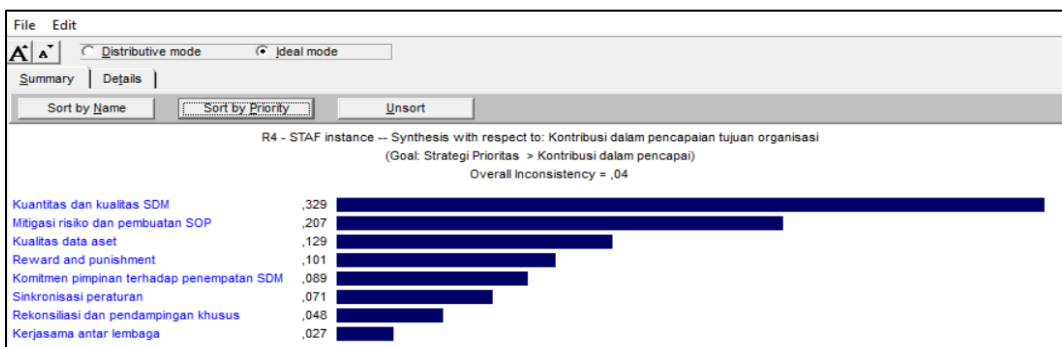 File Edit
A A Distributive mode Ideal mode
Summary Details
Sort by Name Sort by Priority Unsort
R4 - STAF instance -- Synthesis with respect to: Kontribusi dalam pencapaian tujuan organisasi
(Goal: Strategi Prioritas > Kontribusi dalam pencapai)
Overall Inconsistency = ,04
Kuantitas dan kualitas SDM ,329
Mitigasi risiko dan pembuatan SOP ,207
Kualitas data aset ,129
Reward and punishment ,101
Komitmen pimpinan terhadap penempatan SDM ,089
Sinkronisasi peraturan ,071
Rekonsiliasi dan pendampingan khusus ,048
Kerjasama antar lembaga ,027